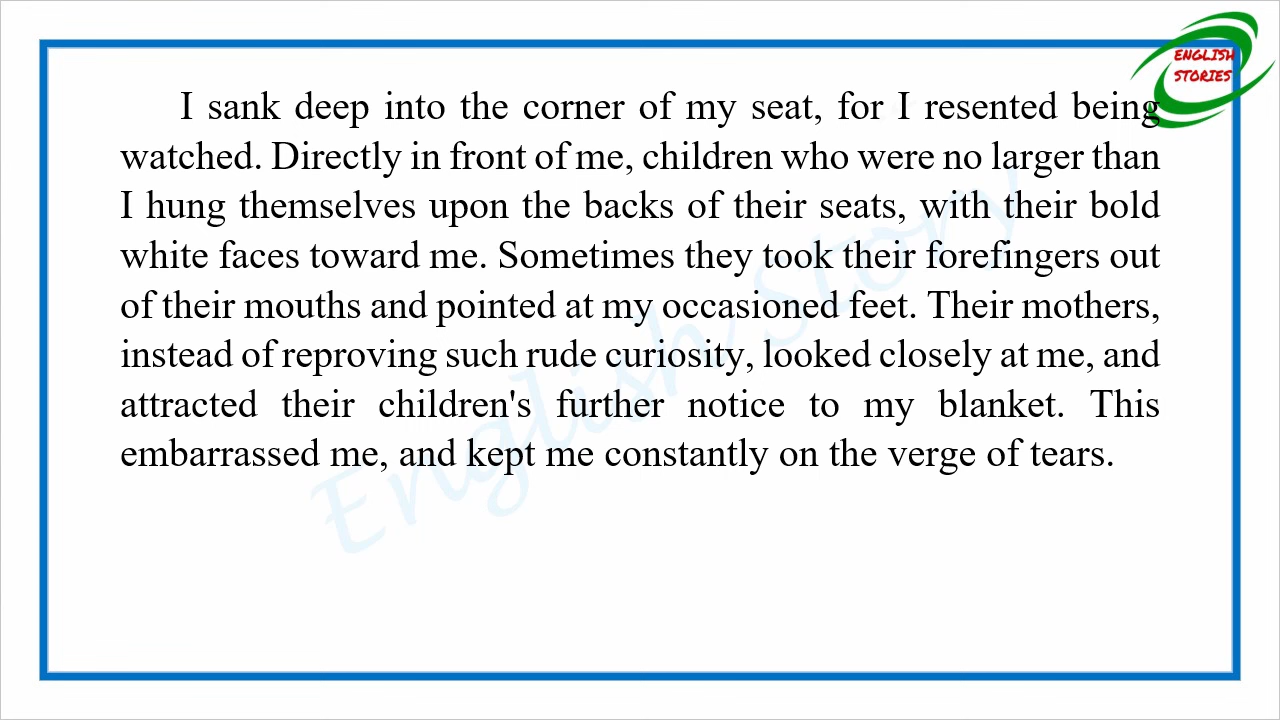 ENGLISH
STORIES
I sank deep into the corner of my seat, for I resented being
watched. Directly in front of me, children who were no larger than
I hung themselves upon the backs of their seats, with their bold
white faces toward me. Sometimes they took their forefingers out
of their mouths and pointed at my occasioned feet. Their mothers,
instead of reproving such rude curiosity, looked closely at me, and
attracted their children's further notice to my blanket. This
embarrassed me, and kept me constantly on the verge of tears.
English Story